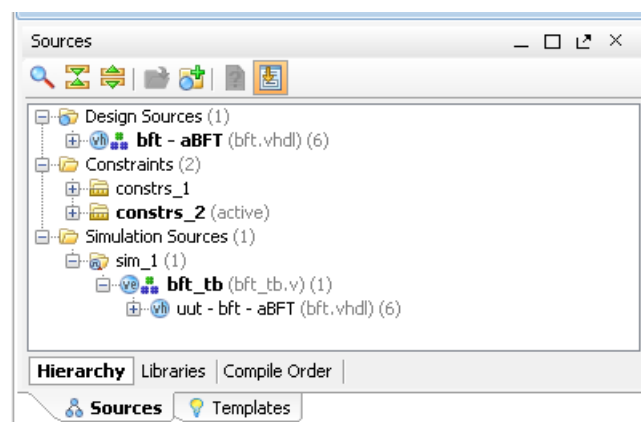 Sources
Design Sources (1)
bft - aBFT (bft.vhdl) (6)
Constraints (2)
constrs_1
constrs_2 (active)
Simulation Sources (1)
sim_1 (1)
bft_tb (bft_tb.v) (1)
uut - bft - aBFT (bft.vhdl) (6)
Hierarchy Libraries Compile Order
Sources Templates